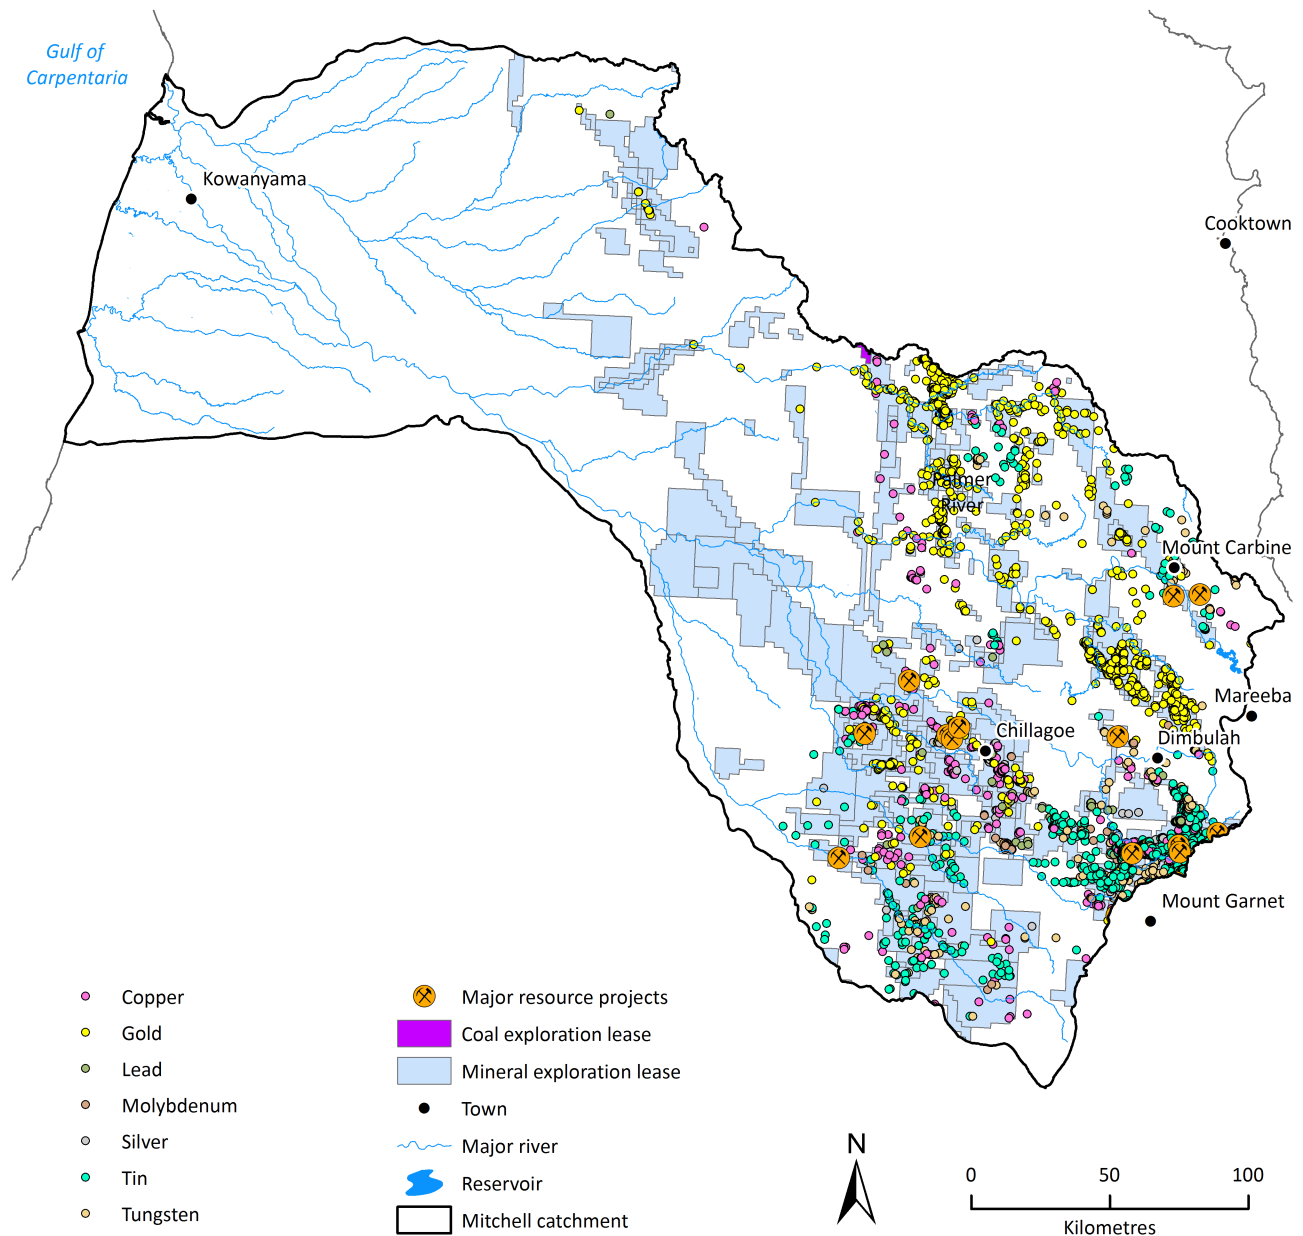 Gulf of
Carpentaria
Kowanyama
Cooktown
Palmer
River
Mount Carbine
Mareeba
Chillagoe
Dimbulah
Mount Garnet
Copper
Gold
Lead
Molybdenum
Silver
Tin
Tungsten
Major resource projects
Coal exploration lease
Mineral exploration lease
Town
Major river
Reservoir
Mitchell catchment
N
0 50 100
Kilometres